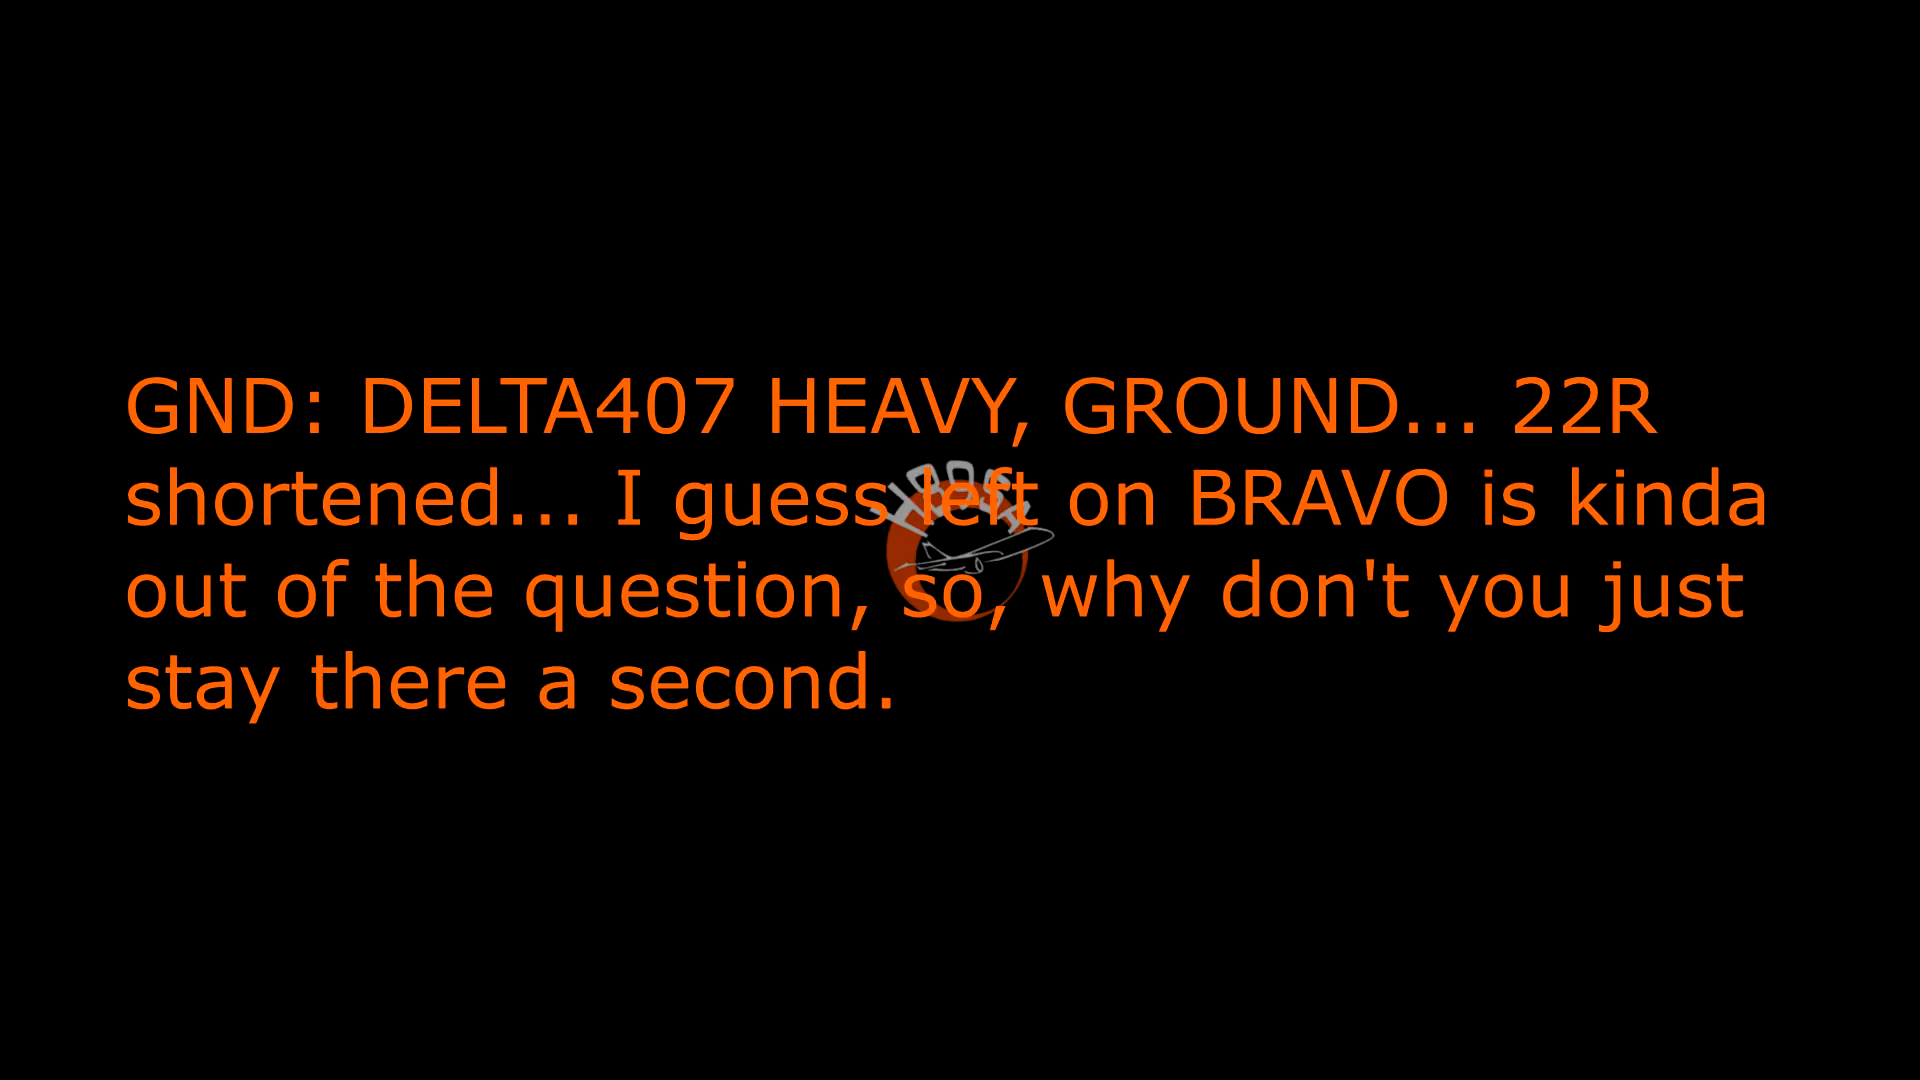 GND: DELTA407 HEAVY, GROUND... 22R
shortened... I guess left on BRAVO is kinda
out of the question, so, why don't you just
stay there a second.